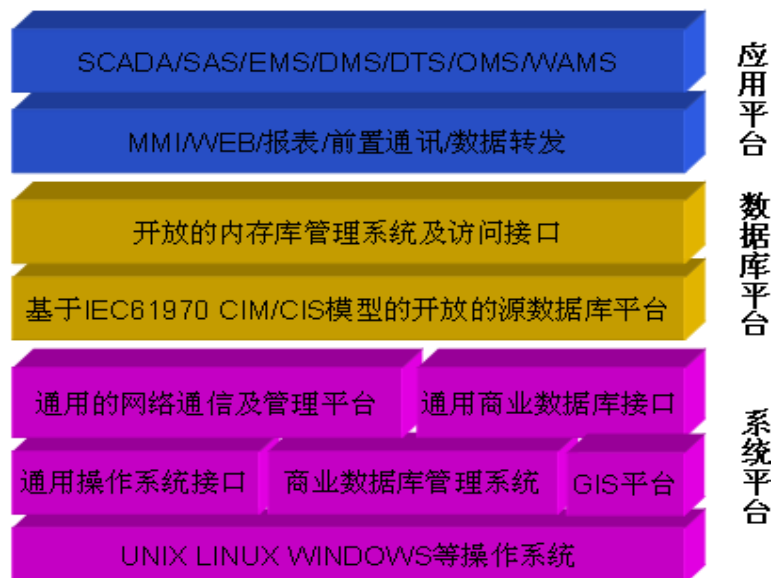 SCADA/SAS/EMS/DMS/DTS/OMS/WAMS
MMI/WEB/报表/前置通讯/数据转发
应用平台
开放的内存库管理系统及访问接口
基于IEC61970 CIM/CIS模型的开放的源数据库平台
数据库平台
通用的网络通信及管理平台
通用商业数据库接口
通用操作系统接口
商业数据库管理系统
GIS平台
UNIX LINUX WINDOWS等操作系统
系统平台